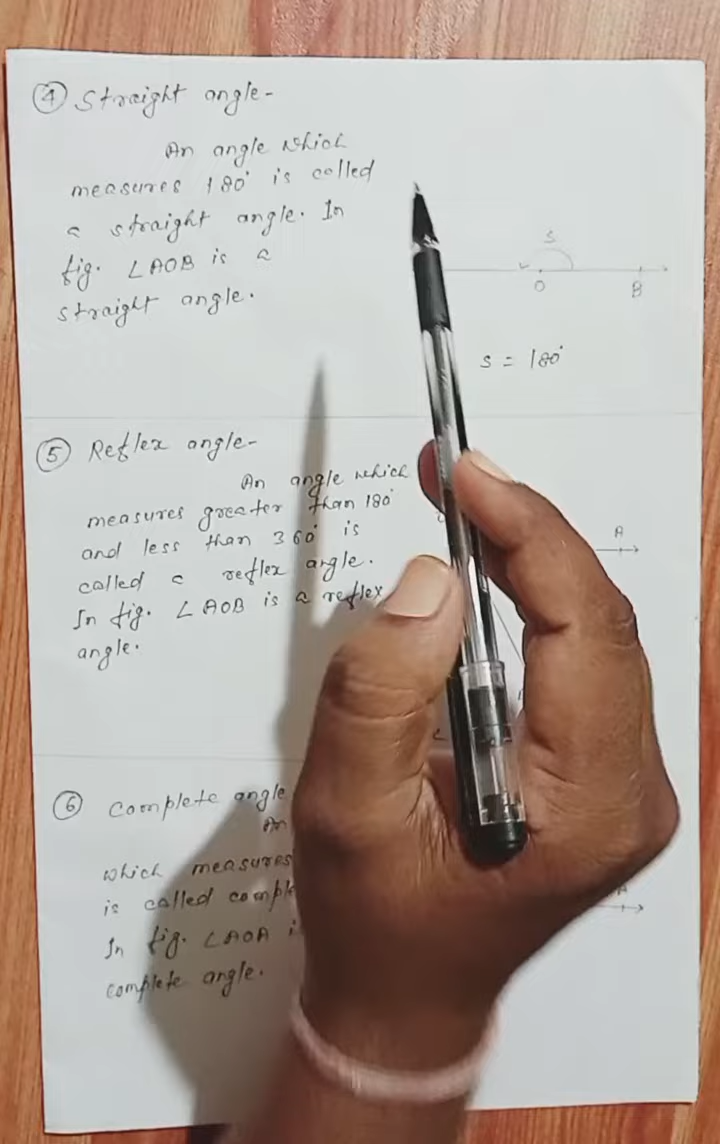 4 Straight angle-
An angle which
measures 180° is called
a straight angle. In
fig. ∠AOB is a
straight angle.
S
O B
S = 180°
5 Reflex angle-
An angle which
measures greater than 180°
and less than 360° is
called a reflex angle.
In fig. ∠AOB is a reflex
angle.
A
6 Complete angle
An
which measures
is called
In fig. ∠AOA
complete angle.
A